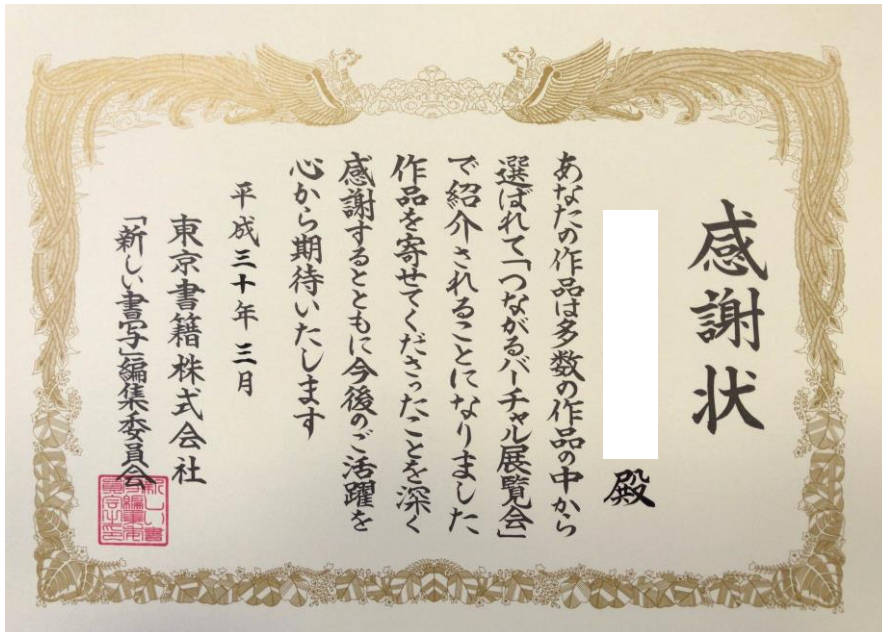 感謝状
殿
あなたの作品は多数の作品の中から
選ばれて「つながるバーチャル展覧会」
で紹介されることになりました、
作品を寄せてくださったことを深く
感謝するとともに今後のご活躍を
心から期待いたします
平成三十年三月
東京書籍株式会社
「新しい書写」編集委員会